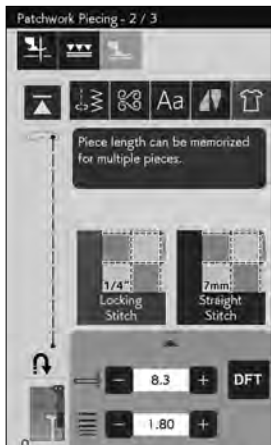 Patchwork Piecing - 2 / 3
Aa
Piece length can be memorized
for multiple pieces.
1/4"
Locking
Stitch
7mm
Straight
Stitch
8.3
DFT
1.80